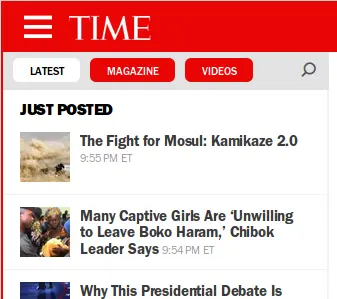 TIME
LATEST
MAGAZINE
VIDEOS
JUST POSTED
The Fight for Mosul: Kamikaze 2.0
9:55 PM ET
Many Captive Girls Are ‘Unwilling
to Leave Boko Haram,’ Chibok
Leader Says 9:54 PM ET
Why This Presidential Debate Is